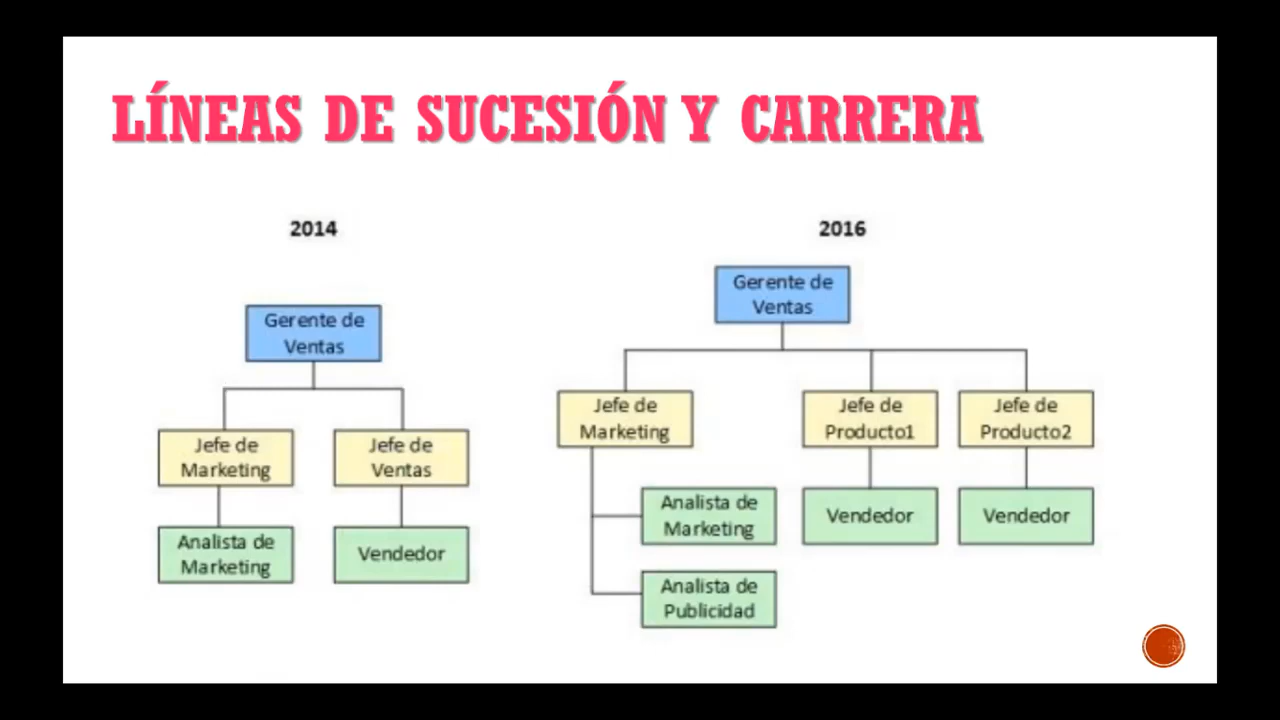 LÍNEAS DE SUCESIÓN Y CARRERA
2014
Gerente de
Ventas
Jefe de
Marketing
Jefe de
Ventas
Analista de
Marketing
Vendedor
2016
Gerente de
Ventas
Jefe de
Marketing
Jefe de
Producto1
Jefe de
Producto2
Analista de
Marketing
Vendedor
Vendedor
Analista de
Publicidad